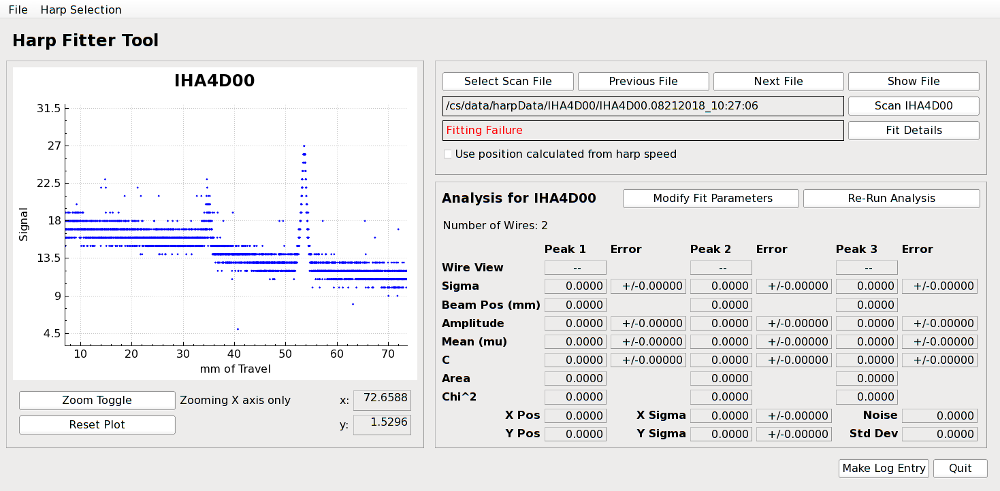 File Harp Selection
Harp Fitter Tool
IHA4D00
31.5
27
22.5
18
13.5
9
4.5
Signal
10 20 30 40 50 60 70
mm of Travel
Zoom Toggle Zooming X axis only x: 72.6588
Reset Plot y: 1.5296
Select Scan File Previous File Next File Show File
/cs/data/harpData/IHA4D00/IHA4D00.08212018_10:27:06 Scan IHA4D00
Fitting Failure Fit Details
Use position calculated from harp speed
Analysis for IHA4D00 Modify Fit Parameters Re-Run Analysis
Number of Wires: 2
Peak 1 Error Peak 2 Error Peak 3 Error
Wire View -- -- --
Sigma 0.0000 +/-0.00000 0.0000 +/-0.00000 0.0000 +/-0.00000
Beam Pos (mm) 0.0000 0.0000 0.0000
Amplitude 0.0000 +/-0.00000 0.0000 +/-0.00000 0.0000 +/-0.00000
Mean (mu) 0.0000 +/-0.00000 0.0000 +/-0.00000 0.0000 +/-0.00000
C 0.0000 +/-0.00000 0.0000 +/-0.00000 0.0000 +/-0.00000
Area 0.0000 0.0000 0.0000
Chi^2 0.0000 0.0000 0.0000
X Pos 0.0000 X Sigma 0.0000 +/-0.00000 Noise 0.0000
Y Pos 0.0000 Y Sigma 0.0000 +/-0.00000 Std Dev 0.0000
Make Log Entry Quit